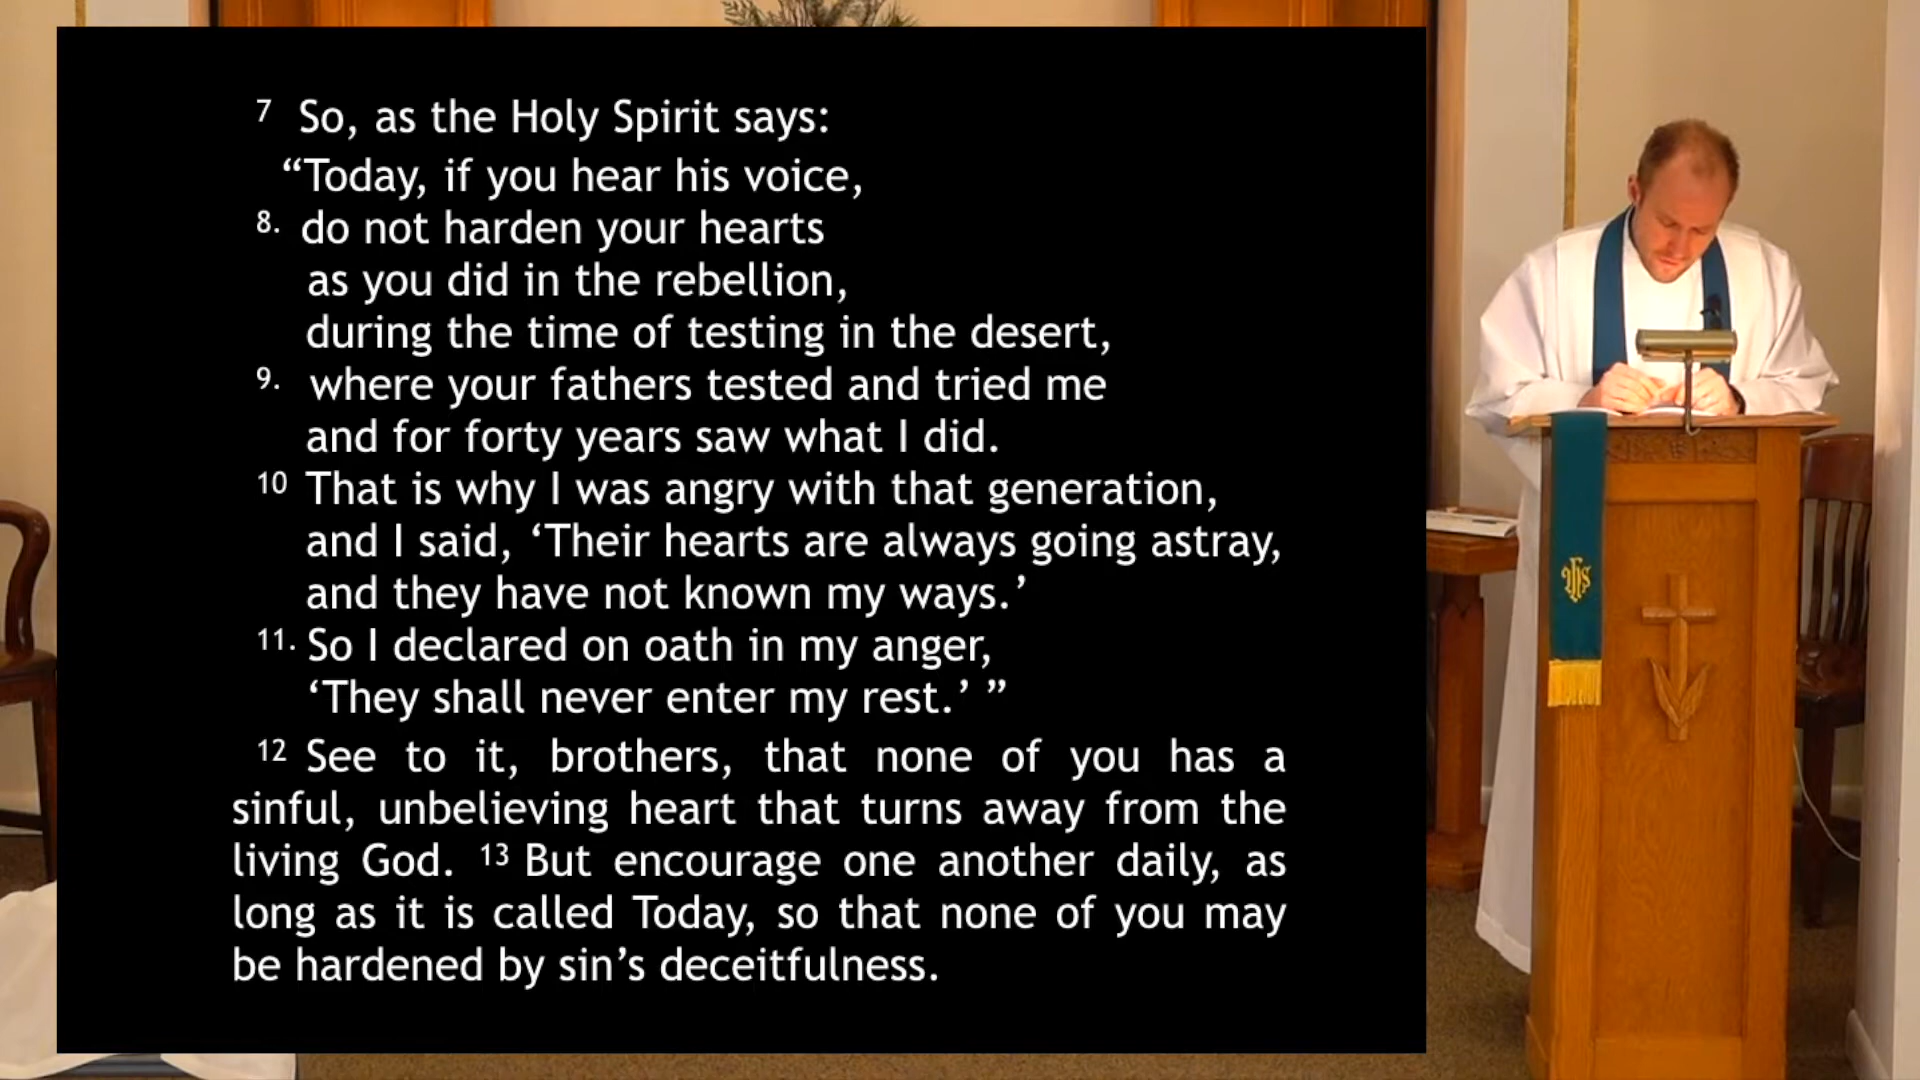 7 So, as the Holy Spirit says:
“Today, if you hear his voice,
8. do not harden your hearts
as you did in the rebellion,
during the time of testing in the desert,
9. where your fathers tested and tried me
and for forty years saw what I did.
10 That is why I was angry with that generation,
and I said, ‘Their hearts are always going astray,
and they have not known my ways.’
11. So I declared on oath in my anger,
‘They shall never enter my rest.’ ”
12 See to it, brothers, that none of you has a
sinful, unbelieving heart that turns away from the
living God. 13 But encourage one another daily, as
long as it is called Today, so that none of you may
be hardened by sin’s deceitfulness.
IHS